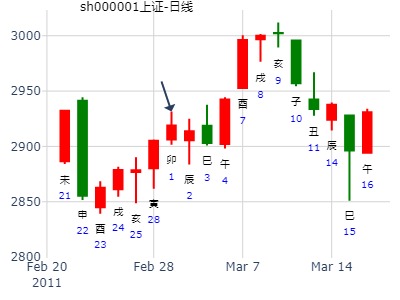 sh000001上证-日线
3000
2950
2900
2850
2800
未
21
申
22
酉
23
戌
24
亥
25
寅
28
卯
1
辰
2
巳
3
午
4
酉
7
戌
8
亥
9
子
10
丑
11
辰
14
巳
15
午
16
Feb 20
2011
Feb 28
Mar 7
Mar 14